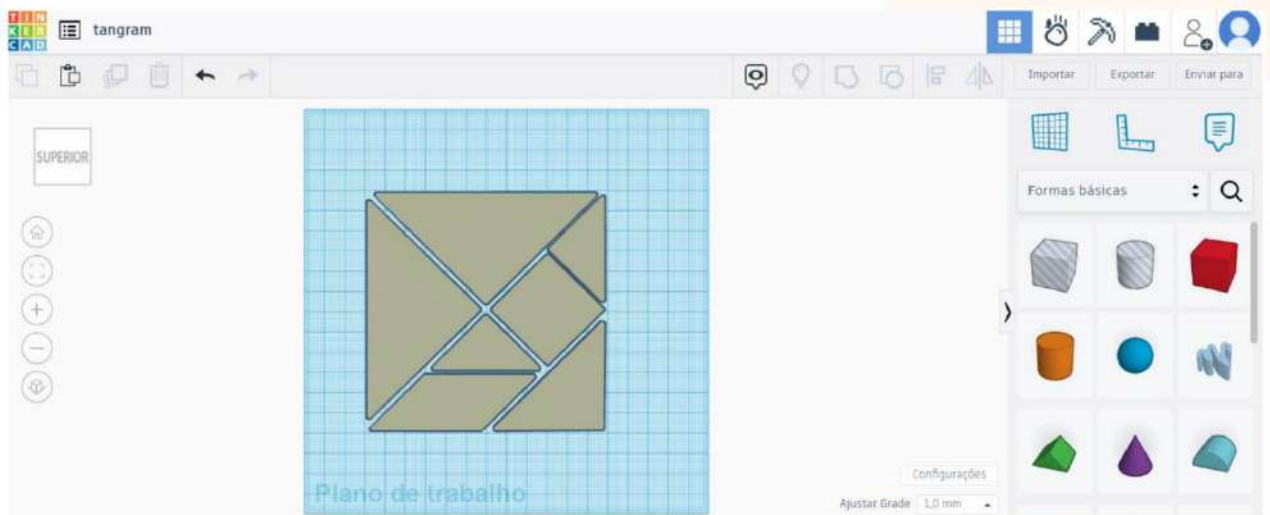 TIN
KER
CAD
tangram
Importar
Exportar
Enviar para
SUPERIOR
Formas básicas
Plano de trabalho
Configurações
Ajustar Grade 1,0 mm